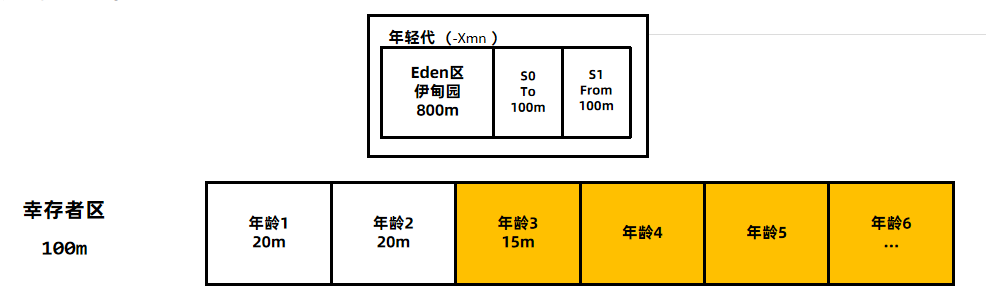 年轻代（-Xmn ）
Eden区
伊甸园
800m
S0
To
100m
S1
From
100m
幸存者区
100m
年龄1
20m
年龄2
20m
年龄3
15m
年龄4
年龄5
年龄6
...